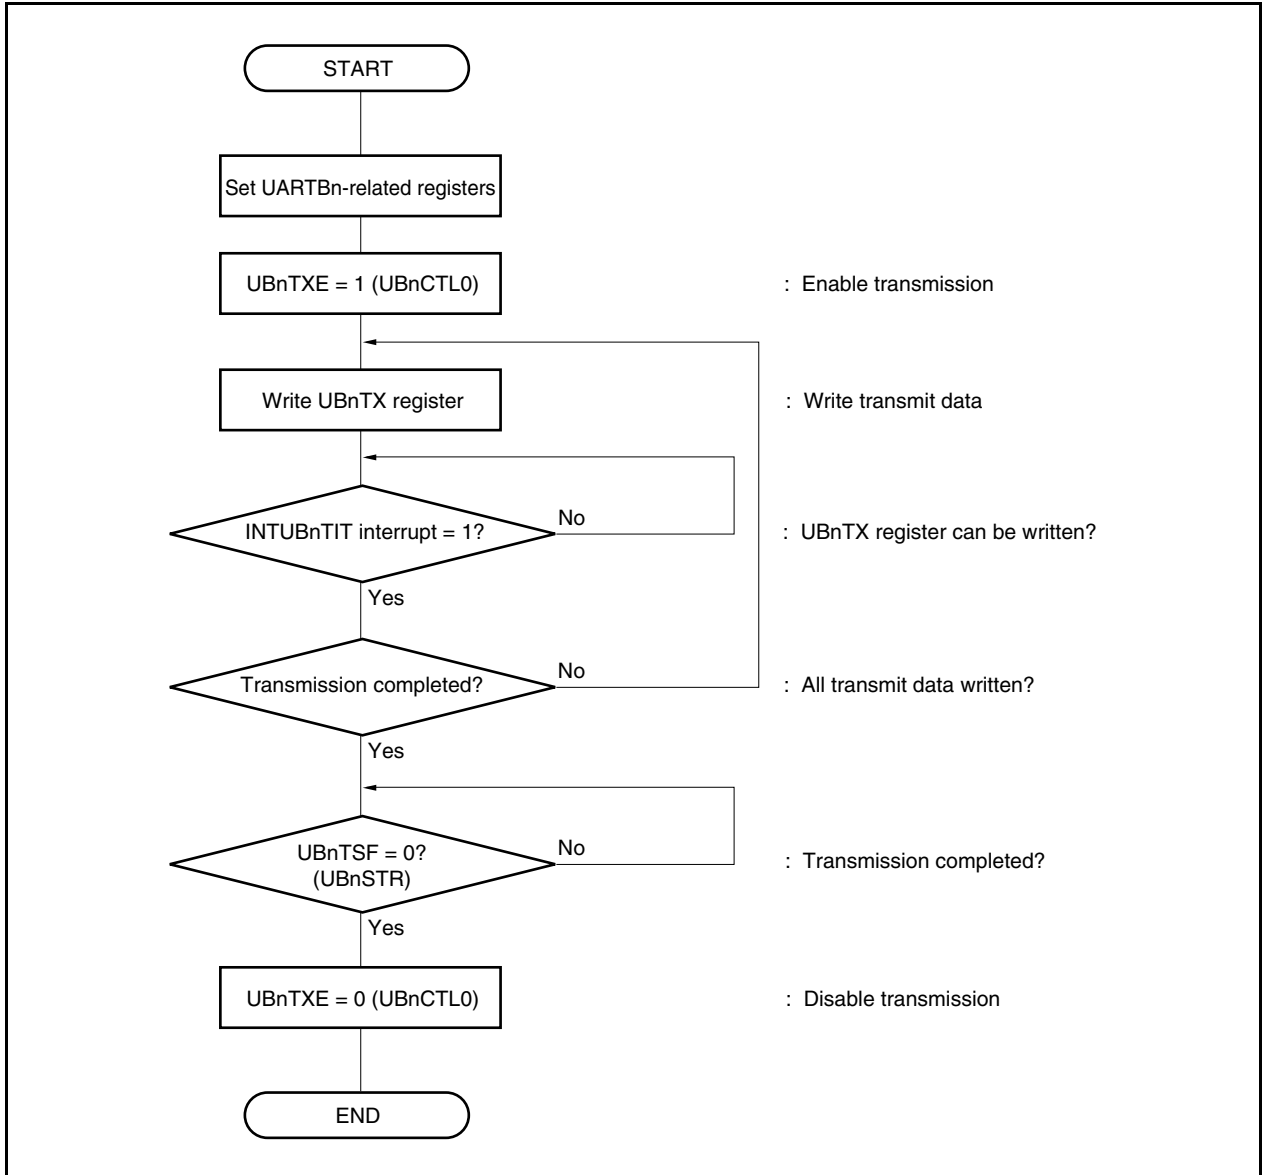 START
Set UARTBn-related registers
UBnTXE = 1 (UBnCTL0)
: Enable transmission
Write UBnTX register
: Write transmit data
INTUBnTIT interrupt = 1?
No
: UBnTX register can be written?
Yes
Transmission completed?
No
: All transmit data written?
Yes
UBnTSF = 0?
(UBnSTR)
No
: Transmission completed?
Yes
UBnTXE = 0 (UBnCTL0)
: Disable transmission
END